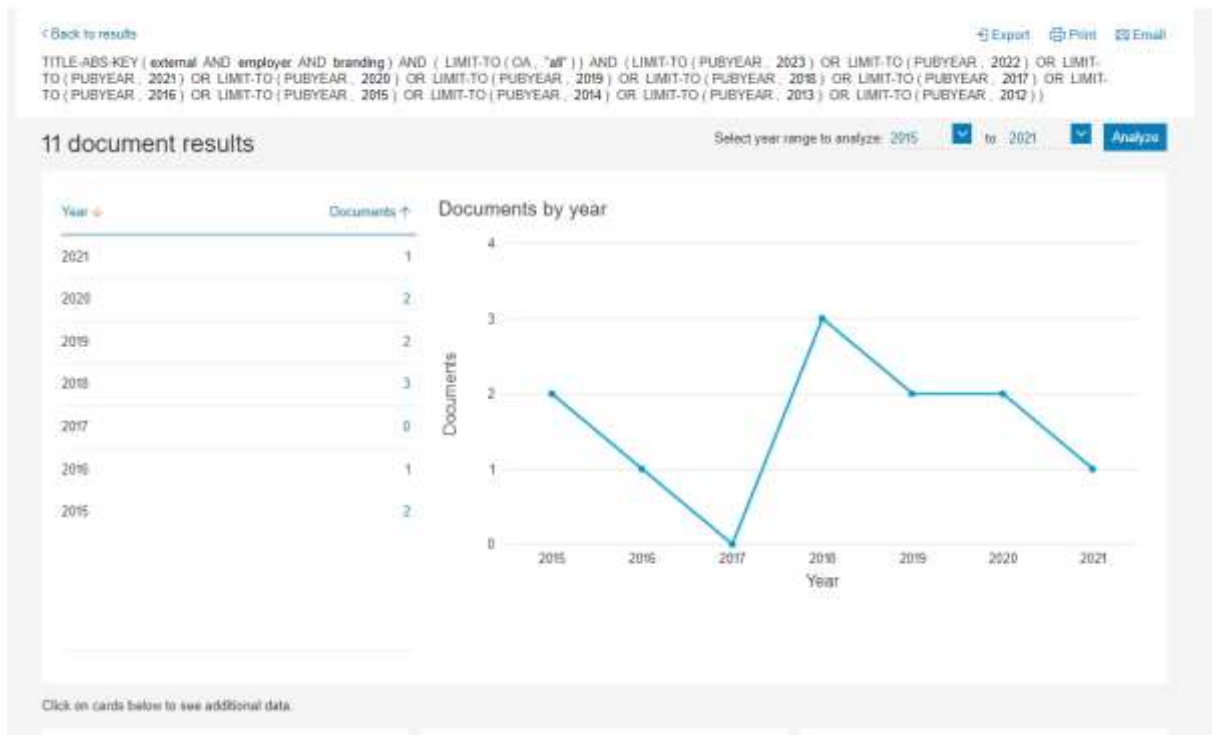 < Back to results
Export Print Email
TITLE-ABS-KEY ( external AND employer AND branding ) AND ( LIMIT-TO ( OA , "all" ) ) AND ( LIMIT-TO ( PUBYEAR , 2023 ) OR LIMIT-TO ( PUBYEAR , 2022 ) OR LIMIT-
TO ( PUBYEAR , 2021 ) OR LIMIT-TO ( PUBYEAR , 2020 ) OR LIMIT-TO ( PUBYEAR , 2019 ) OR LIMIT-TO ( PUBYEAR , 2018 ) OR LIMIT-TO ( PUBYEAR , 2017 ) OR LIMIT-
TO ( PUBYEAR , 2016 ) OR LIMIT-TO ( PUBYEAR , 2015 ) OR LIMIT-TO ( PUBYEAR , 2014 ) OR LIMIT-TO ( PUBYEAR , 2013 ) OR LIMIT-TO ( PUBYEAR , 2012 ) )
11 document results
Select year range to analyze: 2015 to 2021 Analyze
Year Documents
2021 1
2020 2
2019 2
2018 3
2017 0
2016 1
2015 2
Documents by year
4
3
2
1
0
Documents
2015 2016 2017 2018 2019 2020 2021
Year
Click on cards below to see additional data.